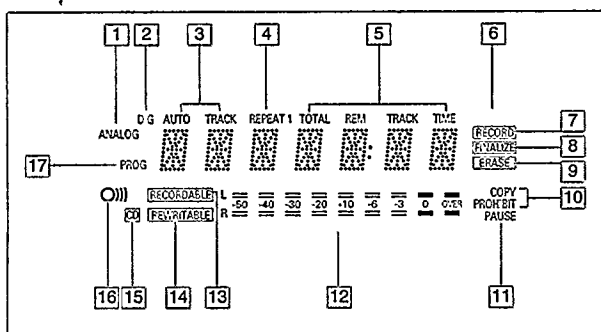 1 2 3 4 5 6
DIG AUTO TRACK REPEAT 1 TOTAL REM TRACK TIME
ANALOG
RECORD 7
FINALIZE 8
17 PROG
ERASE 9
RECORDABLE L
COPY
-50 -40 -30 -20 -10 -6 -3 0 OVER
PROHIBIT 10
CD REWRITABLE R
PAUSE
16 15 14 13 12 11